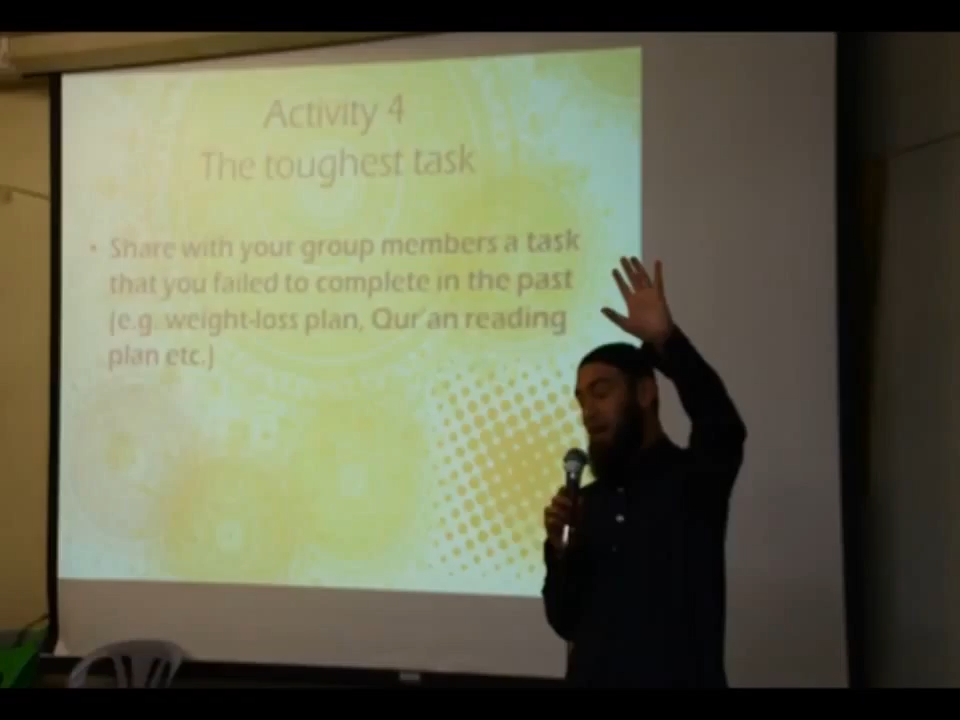 Activity 4
The toughest task
• Share with your group members a task
that you failed to complete in the past
(e.g. weight-loss plan, Qur'an reading
plan etc.)